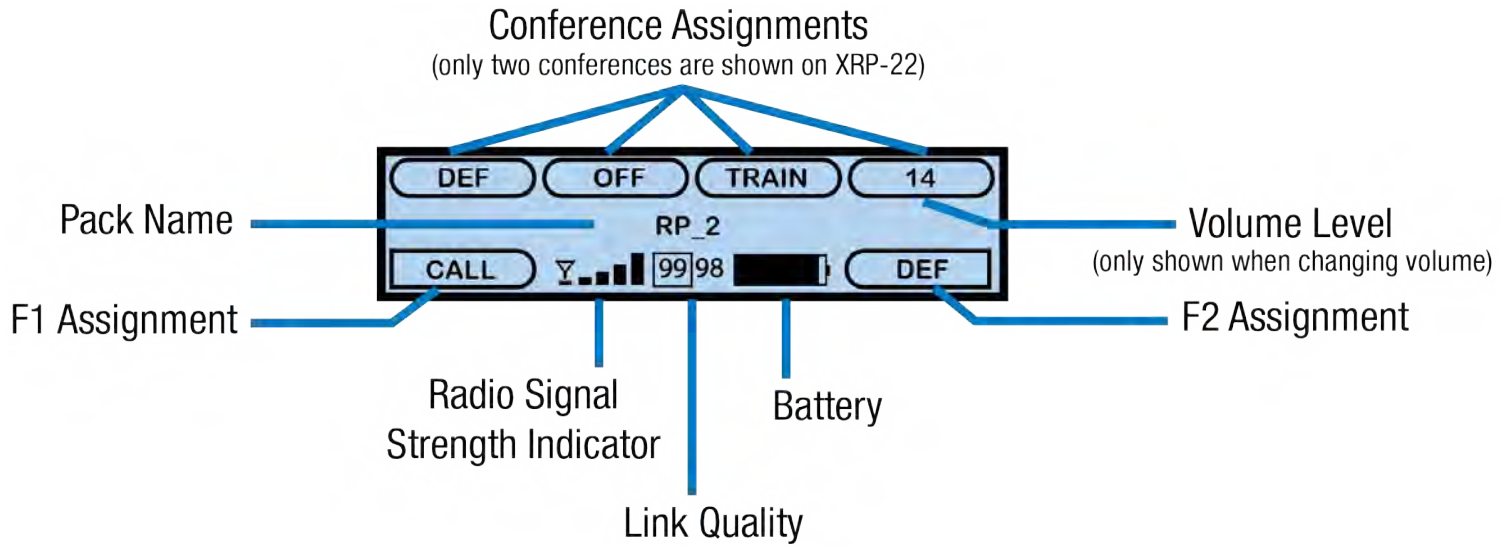 Conference Assignments
(only two conferences are shown on XRP-22)
DEF OFF TRAIN 14
Pack Name
RP_2
Volume Level
(only shown when changing volume)
CALL 99 98 DEF
F1 Assignment
F2 Assignment
Radio Signal
Strength Indicator
Battery
Link Quality